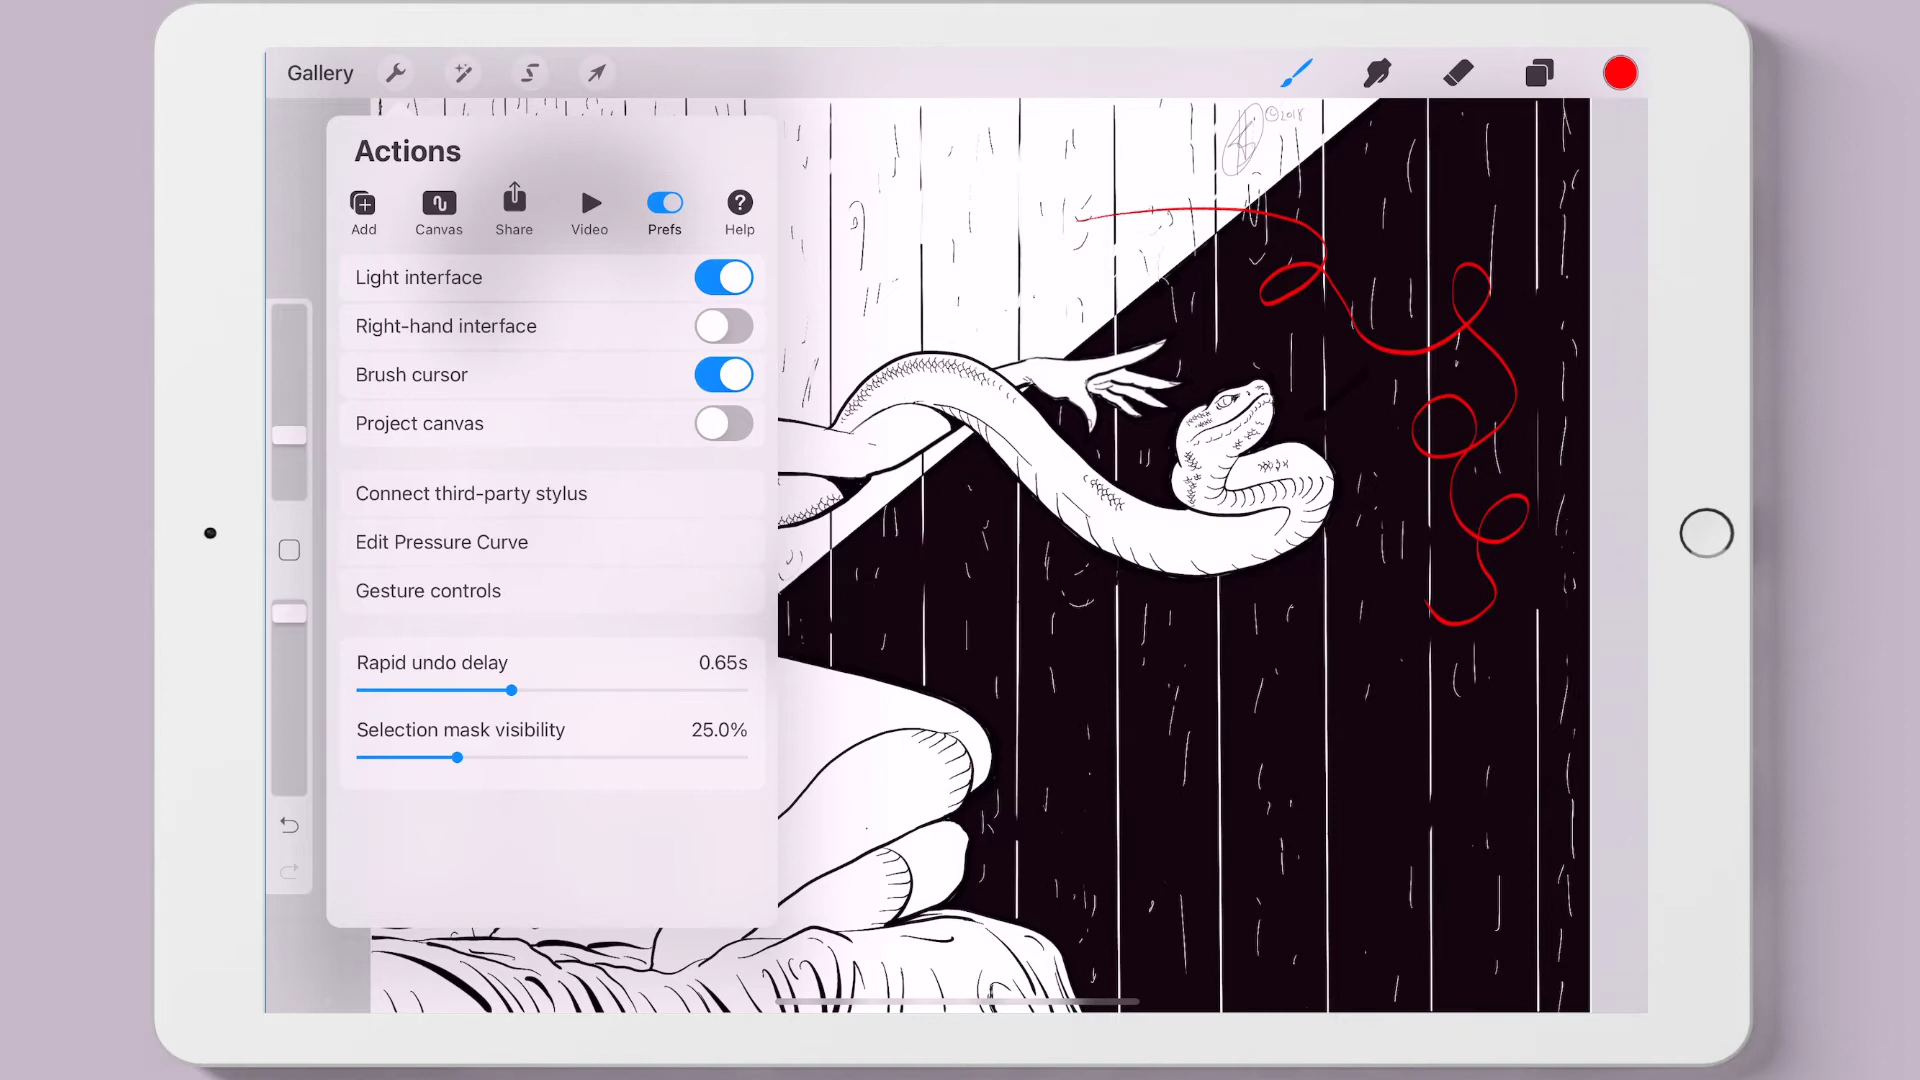 Gallery
©2018
Actions
Add
Canvas
Share
Video
Prefs
? Help
Light interface
Right-hand interface
Brush cursor
Project canvas
Connect third-party stylus
Edit Pressure Curve
Gesture controls
Rapid undo delay 0.65s
Selection mask visibility 25.0%